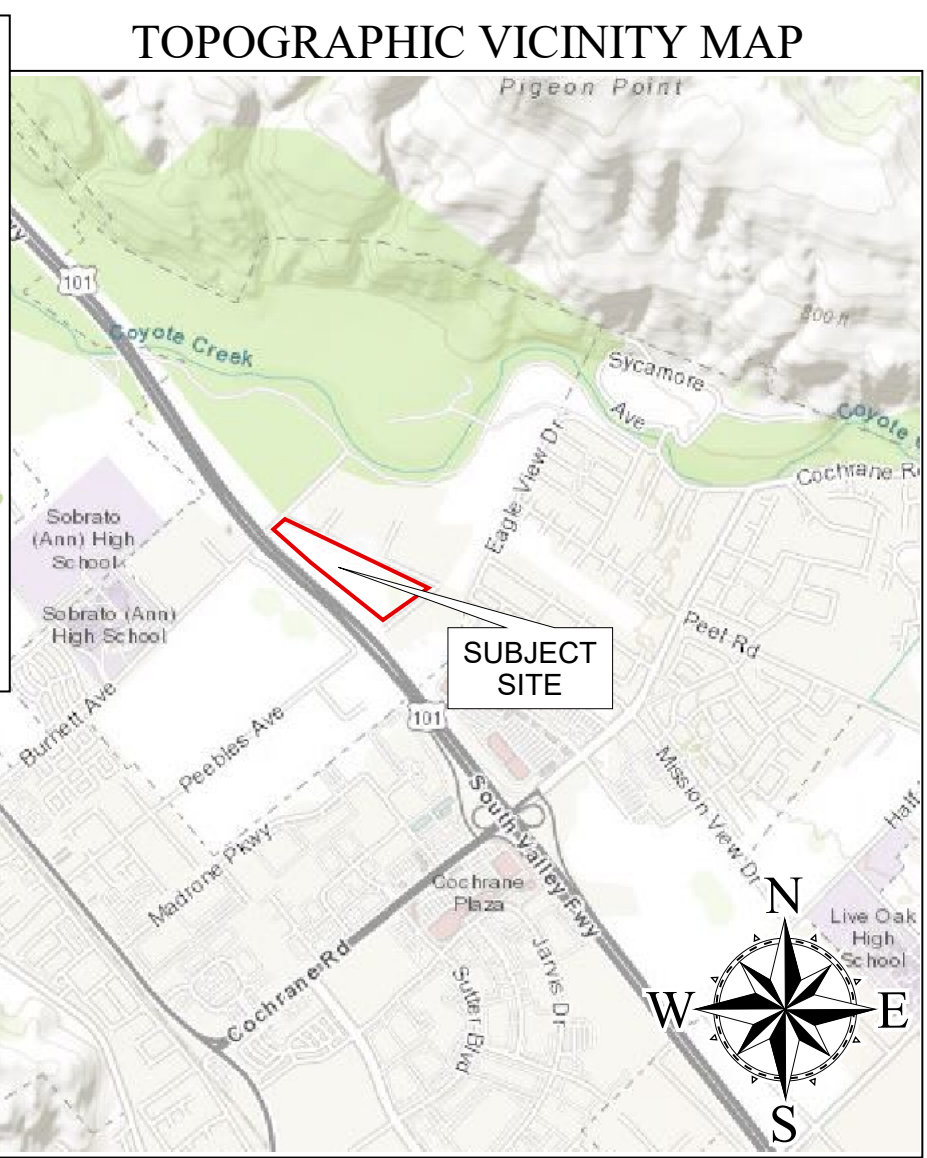 TOPOGRAPHIC VICINITY MAP
Pigeon Point
101
Coyote Creek
800 ft
Sycamore
Ave
Coyote
Cochrane R
Eagle View Dr
Sobrato
(Ann) High
School
Sobrato (Ann)
High School
SUBJECT
SITE
Peet Rd
Burnett Ave
Peebles Ave
101
Mission View Dr
South Valley Fwy
Half
Madrone Pkwy
Cochrane
Plaza
Live Oak
High
School
Cochrane Rd
Jarvis Dr
Sutter Blvd
N
W
E
S